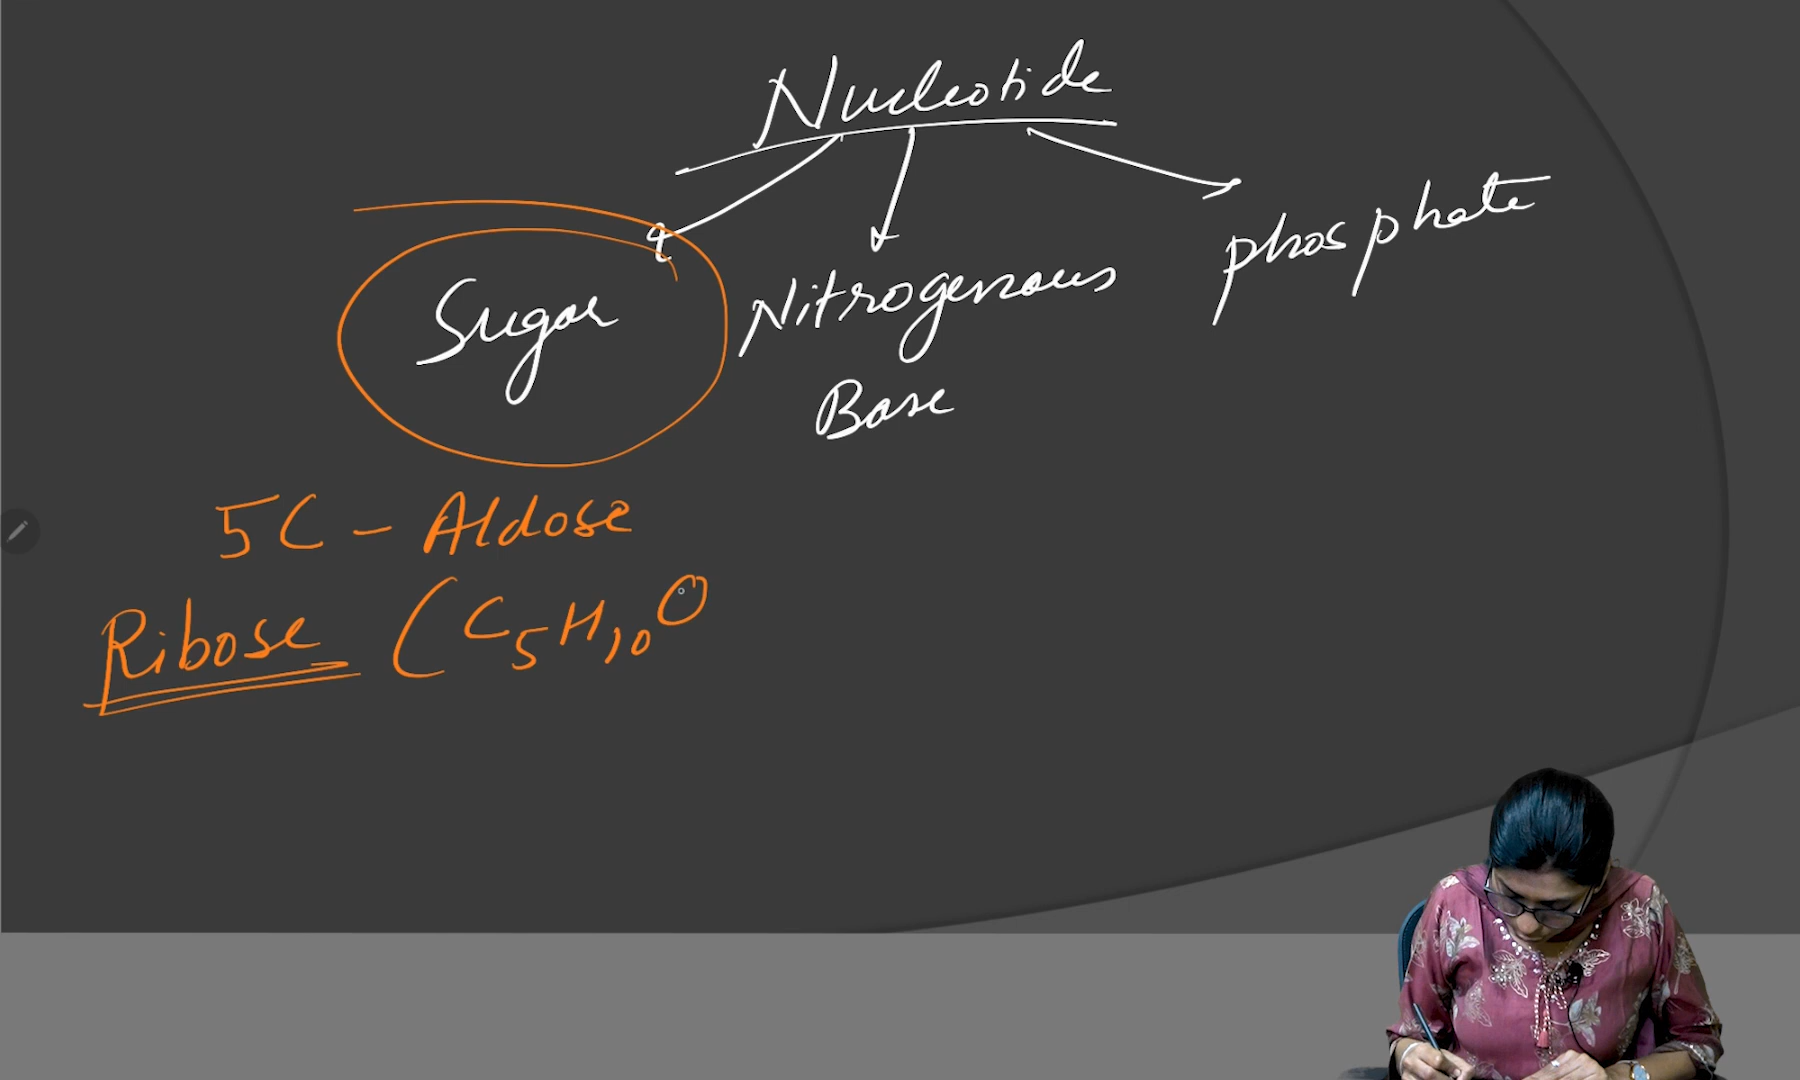 Nucleotide
Sugar
Nitrogenous
Base
phosphate
5C - Aldose
Ribose (C5H10O